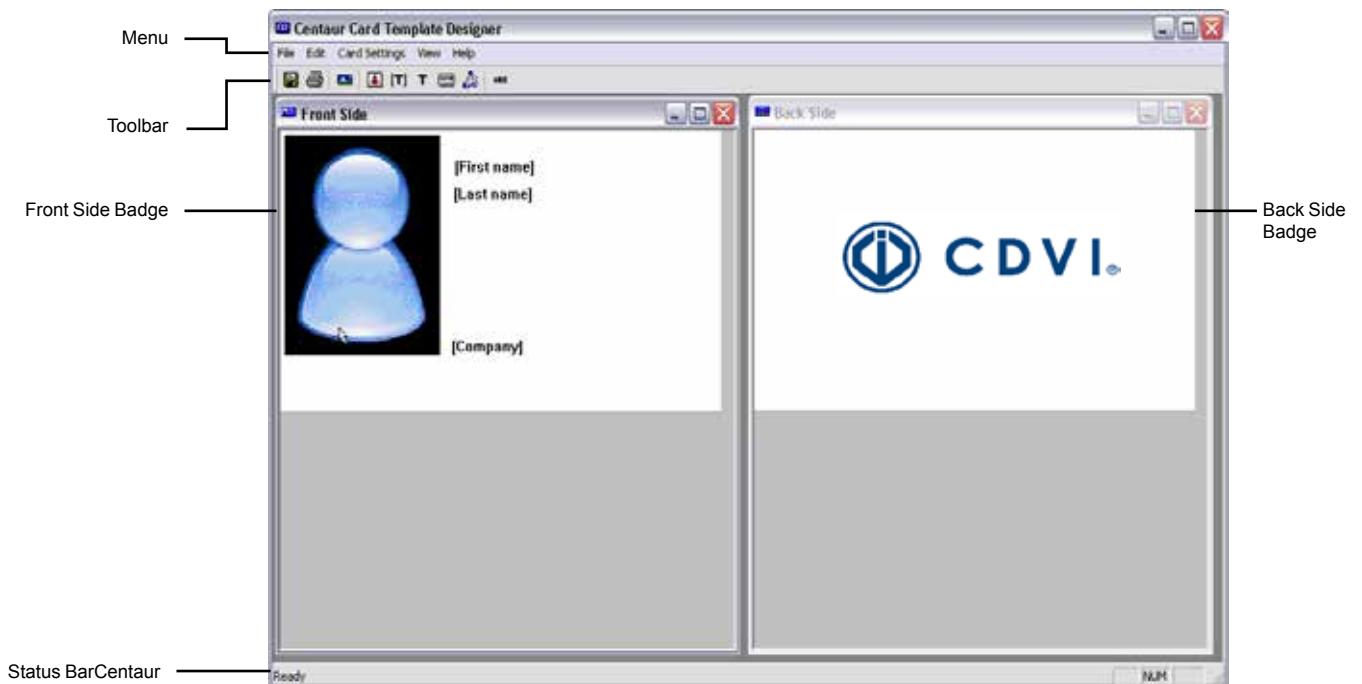 Centaur Card Template Designer
Menu
File Edit Card Settings View Help
[T] T
Toolbar
Front Side
Back Side
[First name]
[Last name]
Front Side Badge
Back Side
Badge
CDVI
[Company]
Status BarCentaur
Ready
NUM